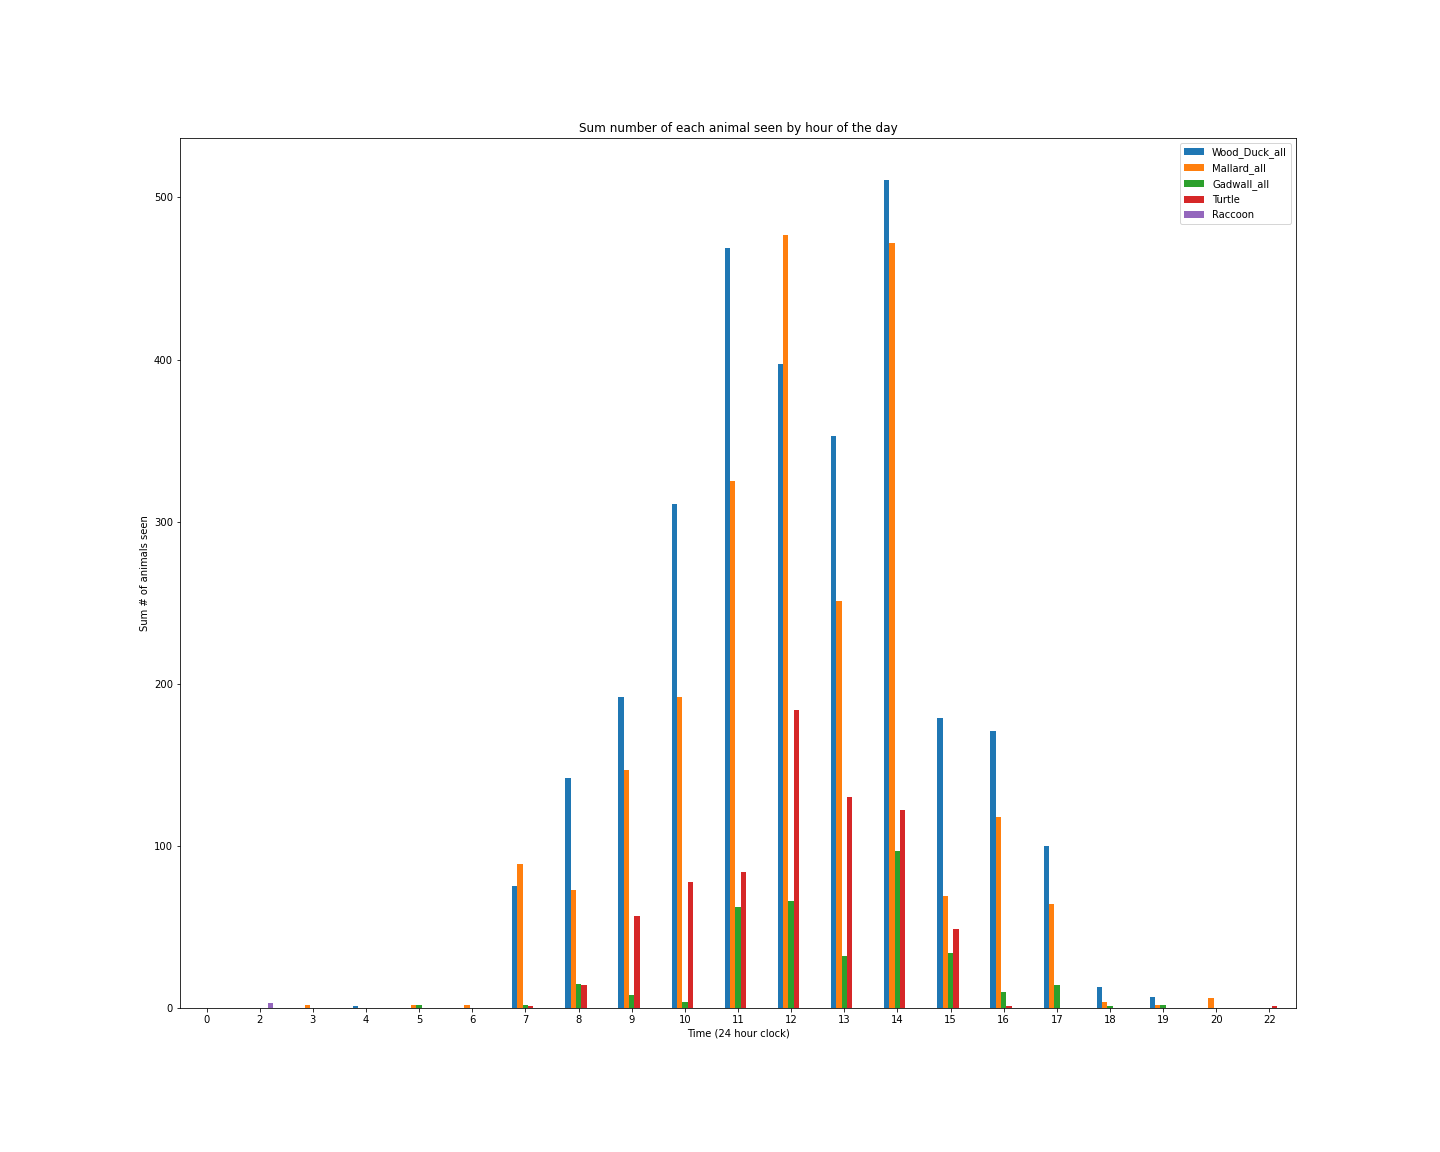 Sum number of each animal seen by hour of the day
Wood_Duck_all
Mallard_all
Gadwall_all
Turtle
Raccoon
500
400
300
200
100
0
Sum # of animals seen
0 2 3 4 5 6 7 8 9 10 11 12 13 14 15 16 17 18 19 20 22
Time (24 hour clock)